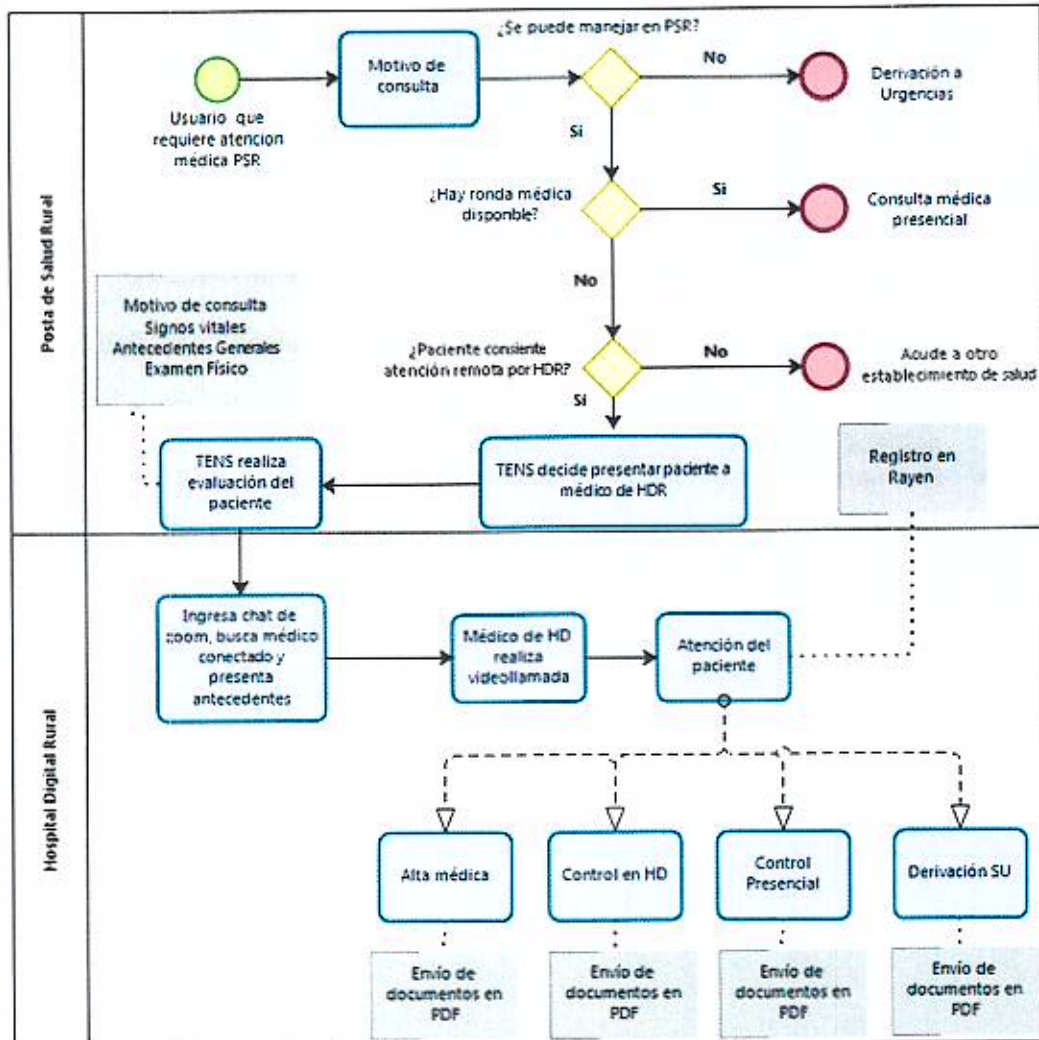 Posta de Salud Rural
¿Se puede manejar en PSR?
Motivo de
consulta
No
Derivación a
Urgencias
Usuario que
requiere atencion
médica PSR
Si
¿Hay ronda médica
disponible?
Si
Consulta médica
presencial
No
Motivo de consulta
Signos vitales
Antecedentes Generales
Examen Físico
¿Paciente consiente
atención remota por HDR?
No
Acude a otro
establecimiento de salud
Si
TENS realiza
evaluación del
paciente
TENS decide presentar paciente a
médico de HDR
Registro en
Rayen
Hospital Digital Rural
Ingresa chat de
zoom, busca médico
conectado y
presenta
antecedentes
Médico de HD
realiza
videollamada
Atención del
paciente
Alta médica
Control en HD
Control
Presencial
Derivación SU
Envío de
documentos en
PDF
Envío de
documentos en
PDF
Envío de
documentos en
PDF
Envío de
documentos en
PDF